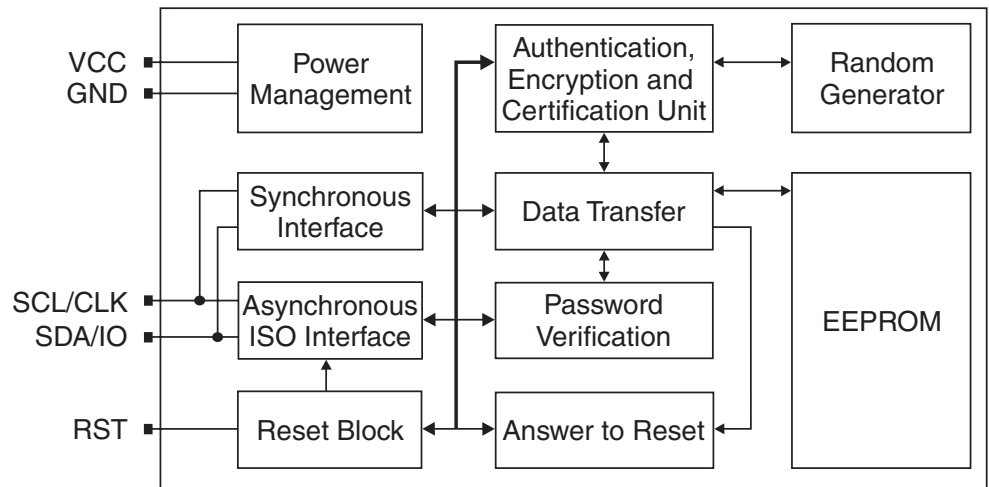 VCC
GND
Power
Management
Authentication,
Encryption and
Certification Unit
Random
Generator
Synchronous
Interface
Data Transfer
SCL/CLK
SDA/IO
Asynchronous
ISO Interface
Password
Verification
EEPROM
RST
Reset Block
Answer to Reset